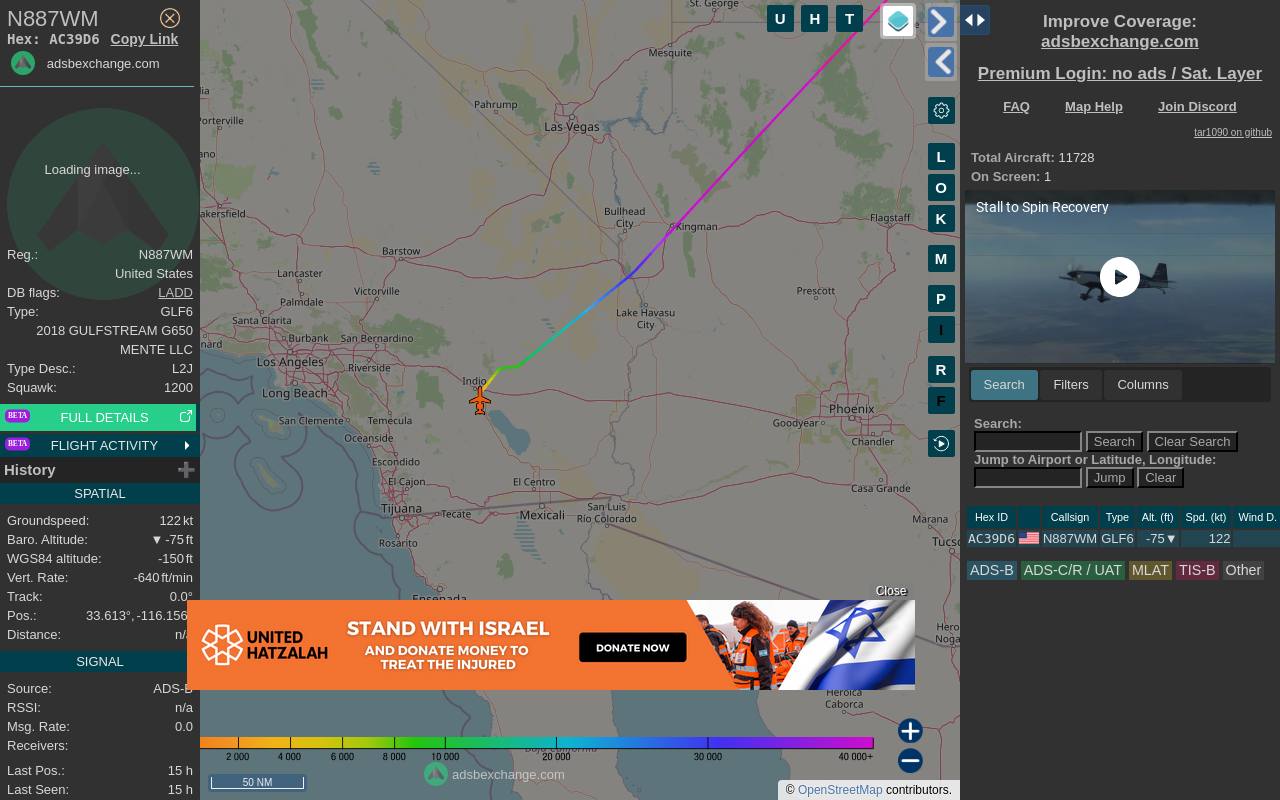 N887WM
Hex: AC39D6 Copy Link
adsbexchange.com
Loading image...
Reg.: N887WM
United States
DB flags: LADD
Type: GLF6
2018 GULFSTREAM G650
MENTE LLC
Type Desc.: L2J
Squawk: 1200
BETA FULL DETAILS
BETA FLIGHT ACTIVITY
History
SPATIAL
Groundspeed: 122 kt
Baro. Altitude: ▼ -75 ft
WGS84 altitude: -150 ft
Vert. Rate: -640 ft/min
Track: 0.0°
Pos.: 33.613°, -116.156
Distance: n/a
SIGNAL
Source: ADS-B
RSSI: n/a
Msg. Rate: 0.0
Receivers:
Last Pos.: 15 h
Last Seen: 15 h
St. George
Mesquite
Pahrump
Las Vegas
Porterville
Bullhead
City
Kingman
Flagstaff
Barstow
Lancaster
Victorville
Palmdale
Prescott
Santa Clarita
Lake Havasu
City
Burbank San Bernardino
Los Angeles
Riverside
Indio
Long Beach
San Clemente Temecula
Phoenix
Goodyear
Oceanside
Chandler
Escondido
El Cajon El Centro
Casa Grande
Tijuana
Tecate
Mexicali
San Luis
Río Colorado
Marana
Rosarito
Ensenada
Heroica
Caborca
Baja California
U H T
L
O
K
M
P
I
R
F
Close
UNITED
HATZALAH
STAND WITH ISRAEL
AND DONATE MONEY TO
TREAT THE INJURED
DONATE NOW
2 000 4 000 6 000 8 000 10 000 20 000 30 000 40 000+
adsbexchange.com
50 NM
© OpenStreetMap contributors.
Improve Coverage:
adsbexchange.com
Premium Login: no ads / Sat. Layer
FAQ Map Help Join Discord
tar1090 on github
Total Aircraft: 11728
On Screen: 1
Stall to Spin Recovery
Search Filters Columns
Search:
Search Clear Search
Jump to Airport or Latitude, Longitude:
Jump Clear
Hex ID Callsign Type Alt. (ft) Spd. (kt) Wind D.
AC39D6 N887WM GLF6 -75▼ 122
ADS-B ADS-C/R / UAT MLAT TIS-B Other